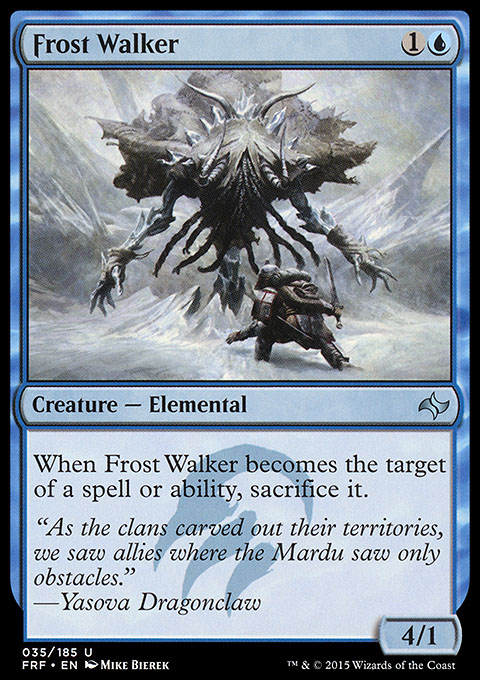 Frost Walker 1
Creature — Elemental
When Frost Walker becomes the target
of a spell or ability, sacrifice it.
“As the clans carved out their territories,
we saw allies where the Mardu saw only
obstacles.”
—Yasova Dragonclaw
4/1
035/185 U
FRF • EN Mike Bierek
™ & © 2015 Wizards of the Coast